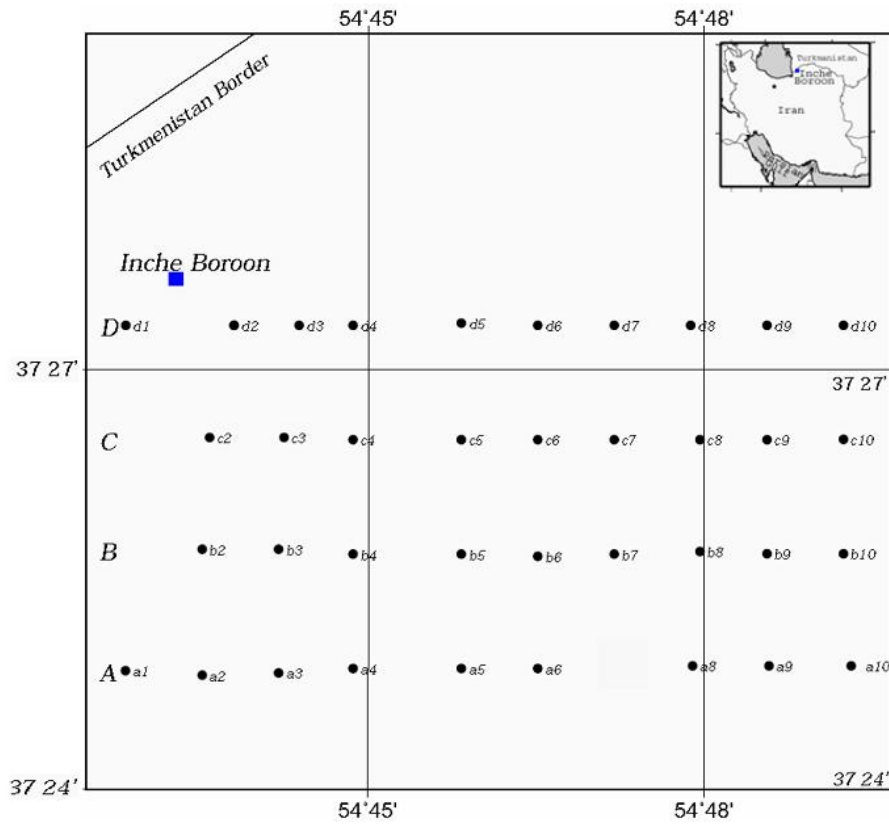 54°45' 54°48'
Turkmenistan Border
Turkmanistan
Inche
Boroon
Iran
Inche Boroon
D d1 d2 d3 d4 d5 d6 d7 d8 d9 d10
37 27' 37 27'
C c2 c3 c4 c5 c6 c7 c8 c9 c10
B b2 b3 b4 b5 b6 b7 b8 b9 b10
A a1 a2 a3 a4 a5 a6 a8 a9 a10
37 24' 37 24'
54°45' 54°48'